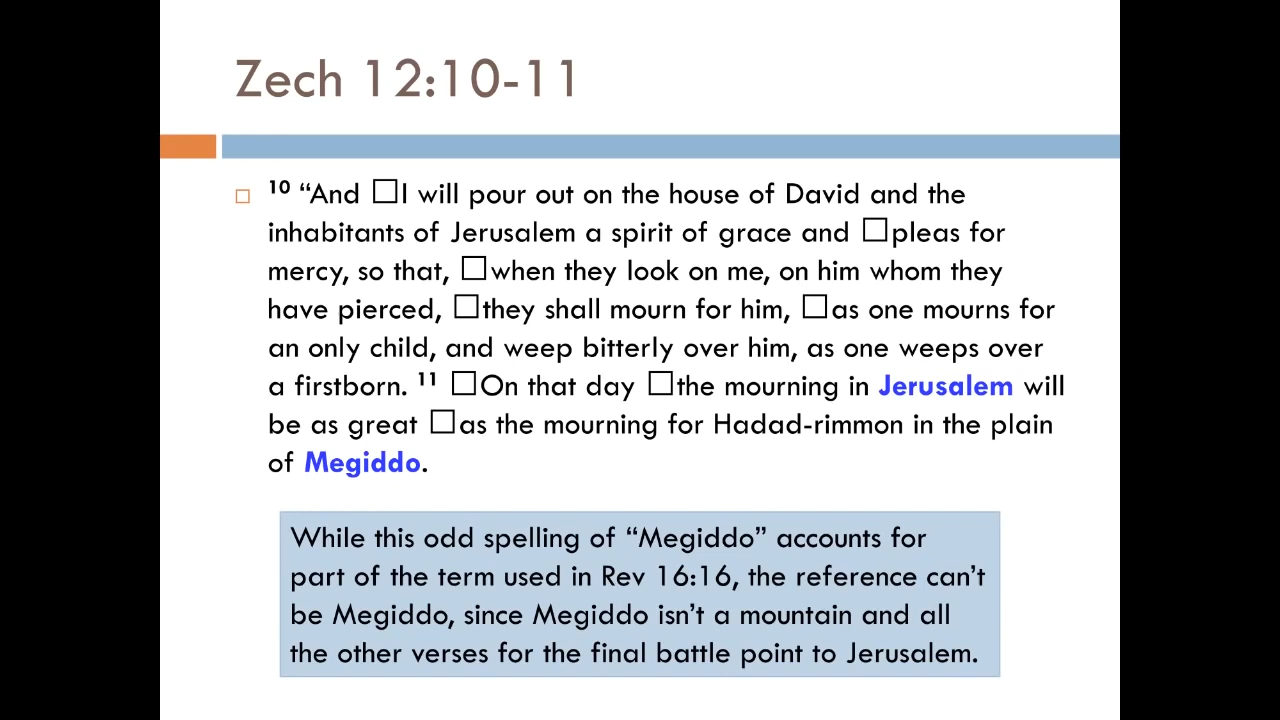 Zech 12:10-11
10 “And □I will pour out on the house of David and the
inhabitants of Jerusalem a spirit of grace and □pleas for
mercy, so that, □when they look on me, on him whom they
have pierced, □they shall mourn for him, □as one mourns for
an only child, and weep bitterly over him, as one weeps over
a firstborn. 11 □On that day □the mourning in Jerusalem will
be as great □as the mourning for Hadad-rimmon in the plain
of Megiddo.
While this odd spelling of “Megiddo” accounts for
part of the term used in Rev 16:16, the reference can’t
be Megiddo, since Megiddo isn’t a mountain and all
the other verses for the final battle point to Jerusalem.